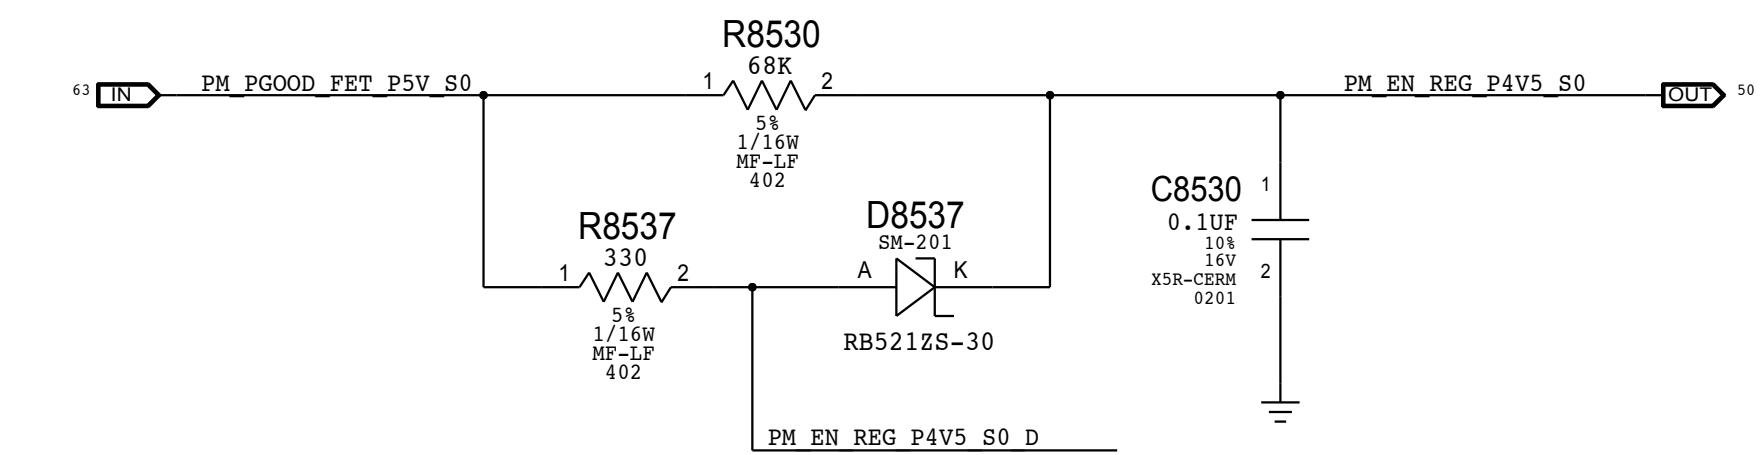 R8530
68K
1 2
63 IN PM_PGOOD_FET_P5V_S0
PM_EN_REG_P4V5_S0 OUT 50
5%
1/16W
MF-LF
402
R8537
330
1 2
5%
1/16W
MF-LF
402
D8537
SM-201
A K
RB521ZS-30
C8530
1
0.1UF
10%
16V
2
X5R-CERM
0201
PM_EN_REG_P4V5_S0_D